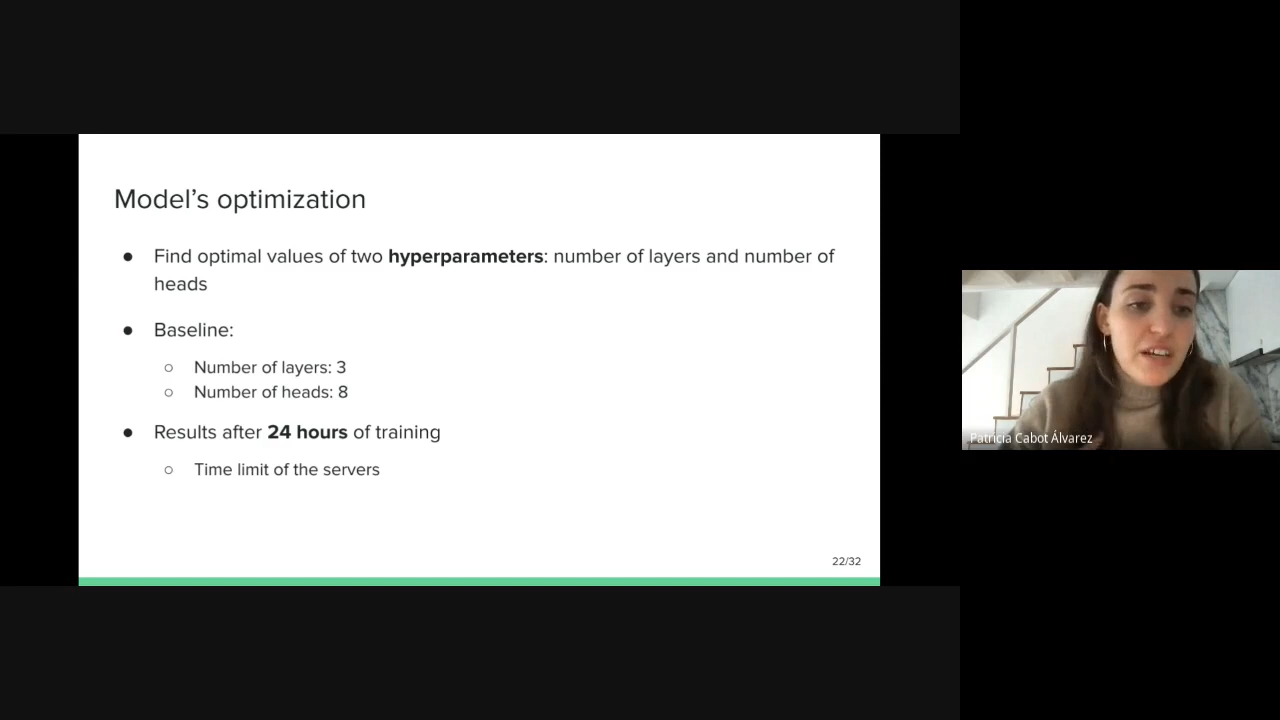 Model’s optimization
● Find optimal values of two hyperparameters: number of layers and number of
heads
● Baseline:
○ Number of layers: 3
○ Number of heads: 8
● Results after 24 hours of training
○ Time limit of the servers
22/32
Patricia Cabot Álvarez